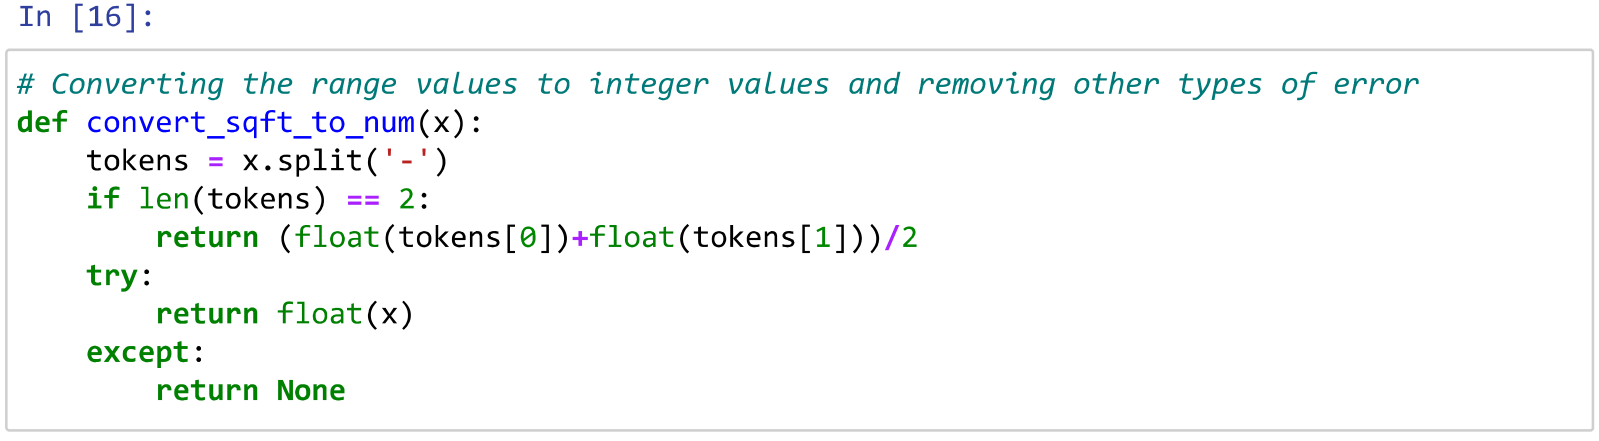 In [16]:
# Converting the range values to integer values and removing other types of error
def convert_sqft_to_num(x):
    tokens = x.split('-')
    if len(tokens) == 2:
        return (float(tokens[0])+float(tokens[1]))/2
    try:
        return float(x)
    except:
        return None